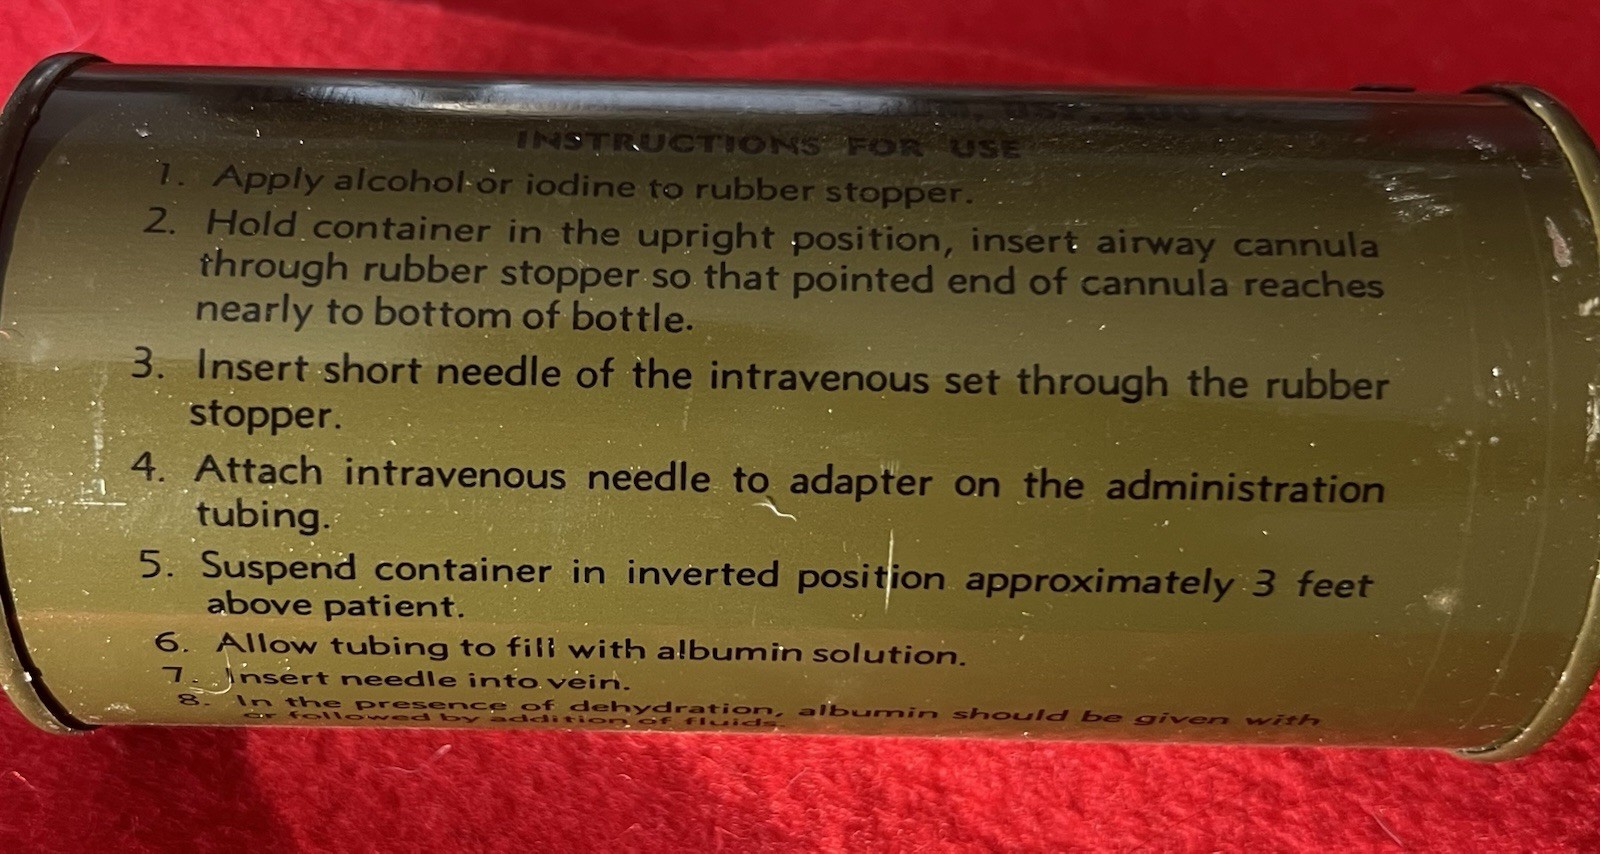 INSTRUCTIONS FOR USE
1. Apply alcohol or iodine to rubber stopper.
2. Hold container in the upright position, insert airway cannula
through rubber stopper so that pointed end of cannula reaches
nearly to bottom of bottle.
3. Insert short needle of the intravenous set through the rubber
stopper.
4. Attach intravenous needle to adapter on the administration
tubing.
5. Suspend container in inverted position approximately 3 feet
above patient.
6. Allow tubing to fill with albumin solution.
7. Insert needle into vein.
8. In the presence of dehydration, albumin should be given with
or followed by addition of fluids.